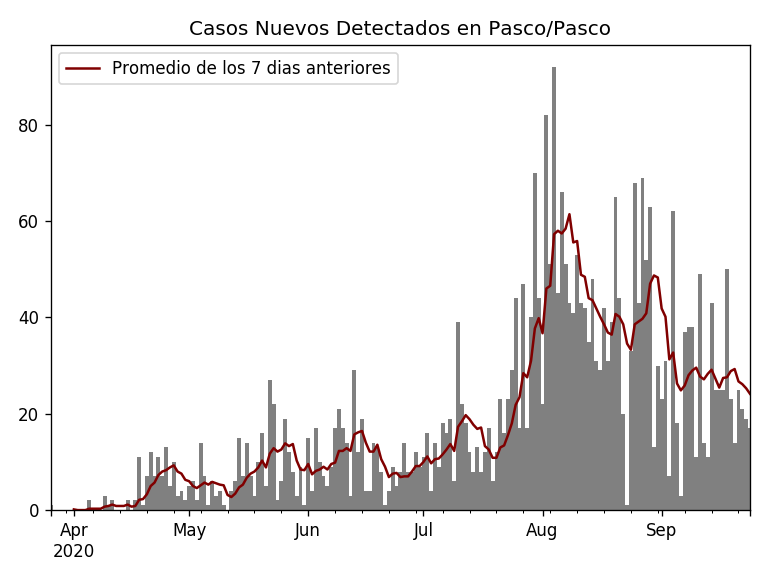 Casos Nuevos Detectados en Pasco/Pasco
Promedio de los 7 dias anteriores
80
60
40
20
0
Apr May Jun Jul Aug Sep
2020